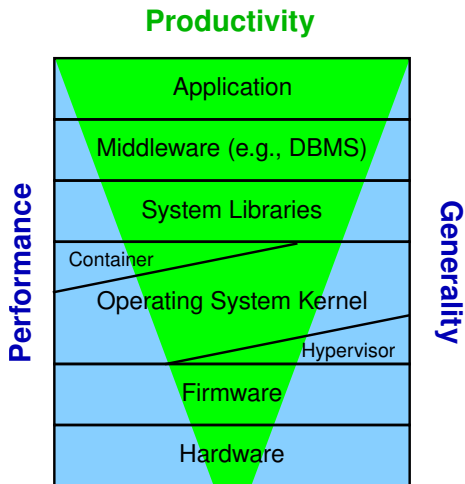 Productivity
Application
Middleware (e.g., DBMS)
System Libraries
Container
Operating System Kernel
Hypervisor
Firmware
Hardware
Performance
Generality